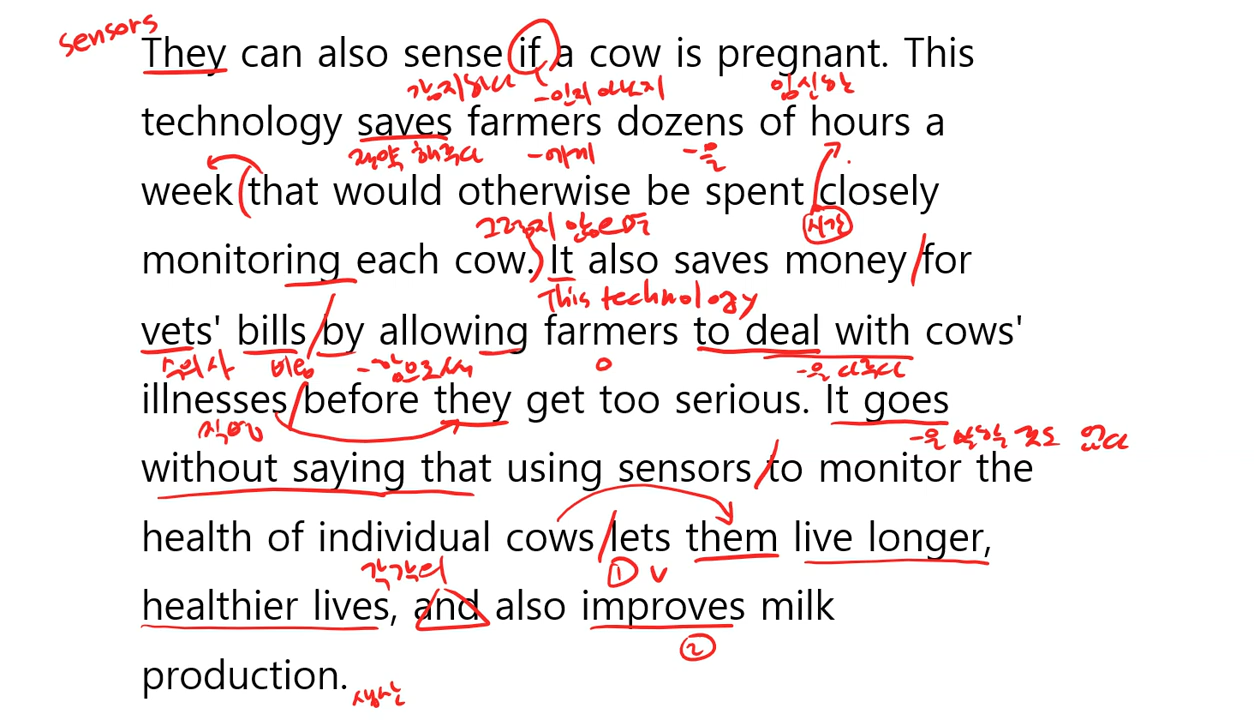 sensors
They can also sense if a cow is pregnant. This
감지하다 -인지 아닌지 임신한
technology saves farmers dozens of hours a
절약 해주다 -에게 -을
week (that would otherwise be spent closely
그렇지 않으면 시간
monitoring each cow.) It also saves money / for
This technology
vets' bills / by allowing farmers to deal with cows'
수의사 비용 -함으로써 o -을 다루다
illnesses / before they get too serious. It goes
질병 -은 말할 것도 없다
without saying that using sensors / to monitor the
health of individual cows / lets them live longer,
각각의 ① v
healthier lives, and also improves milk
②
production.
생산